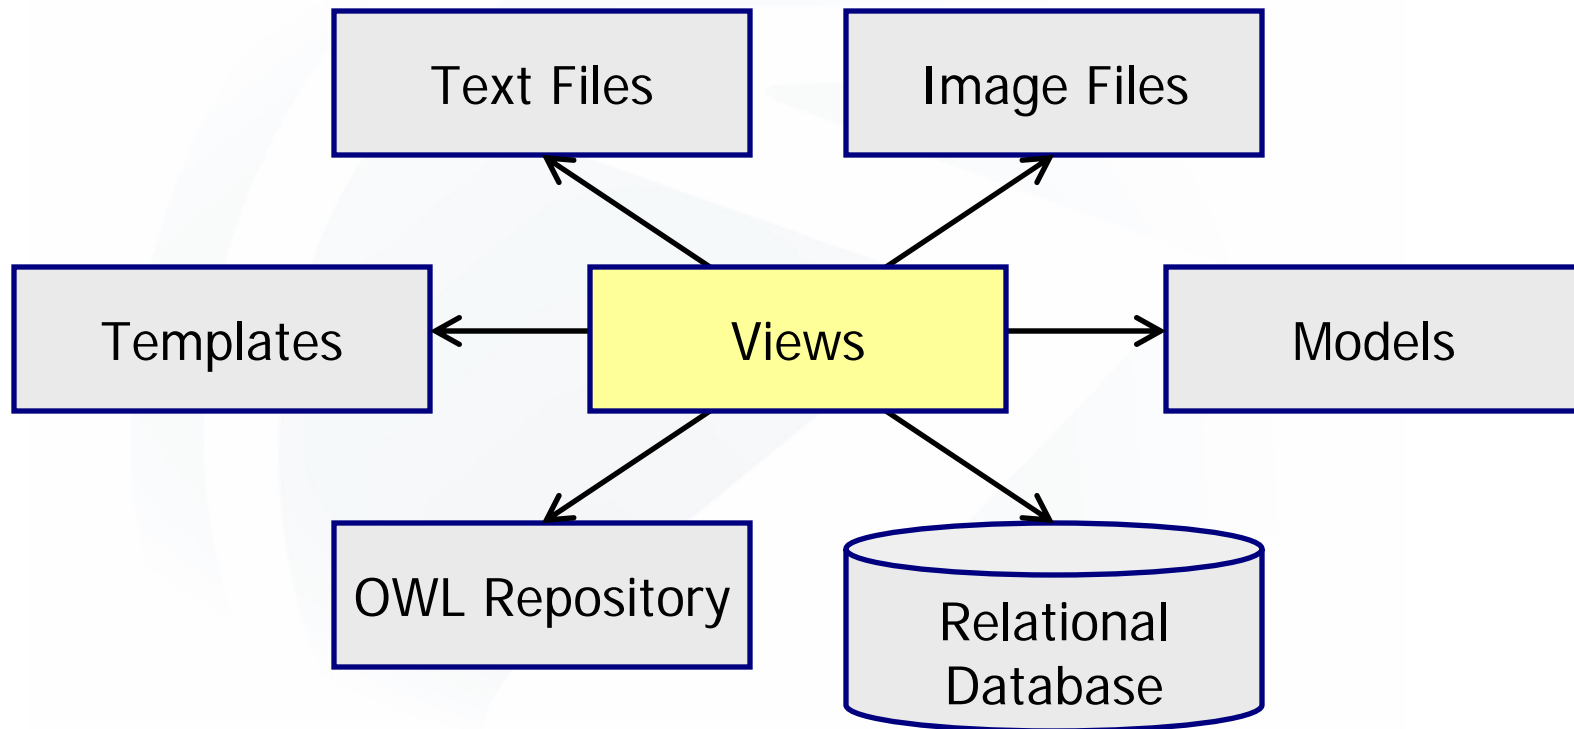 Text Files
Image Files
Templates
Views
Models
OWL Repository
Relational
Database